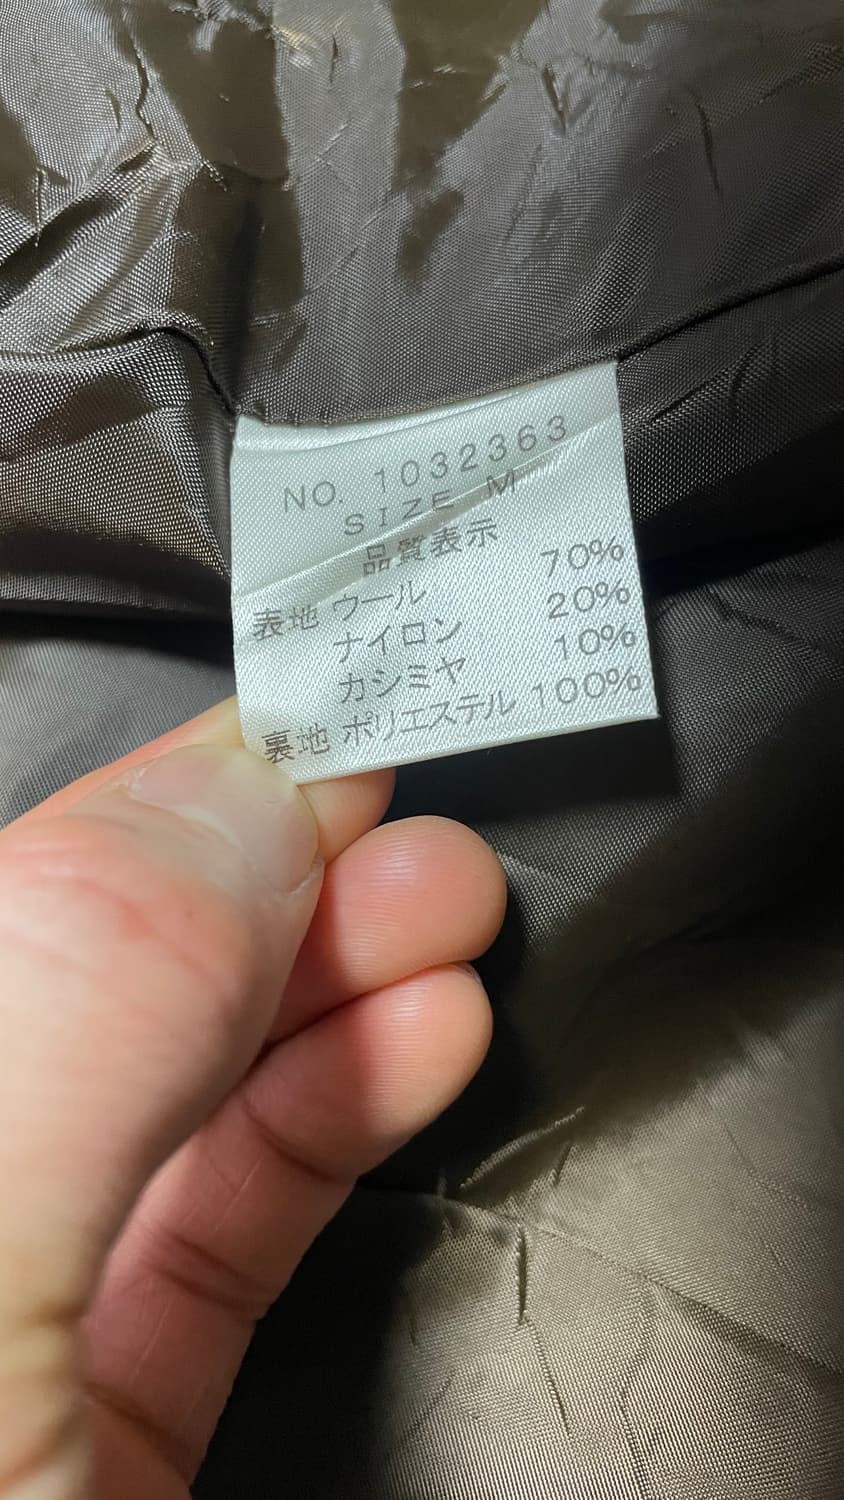 NO. 1032363
SIZE M
品質表示
表地 ウール 70%
ナイロン 20%
カシミヤ 10%
裏地 ポリエステル 100%